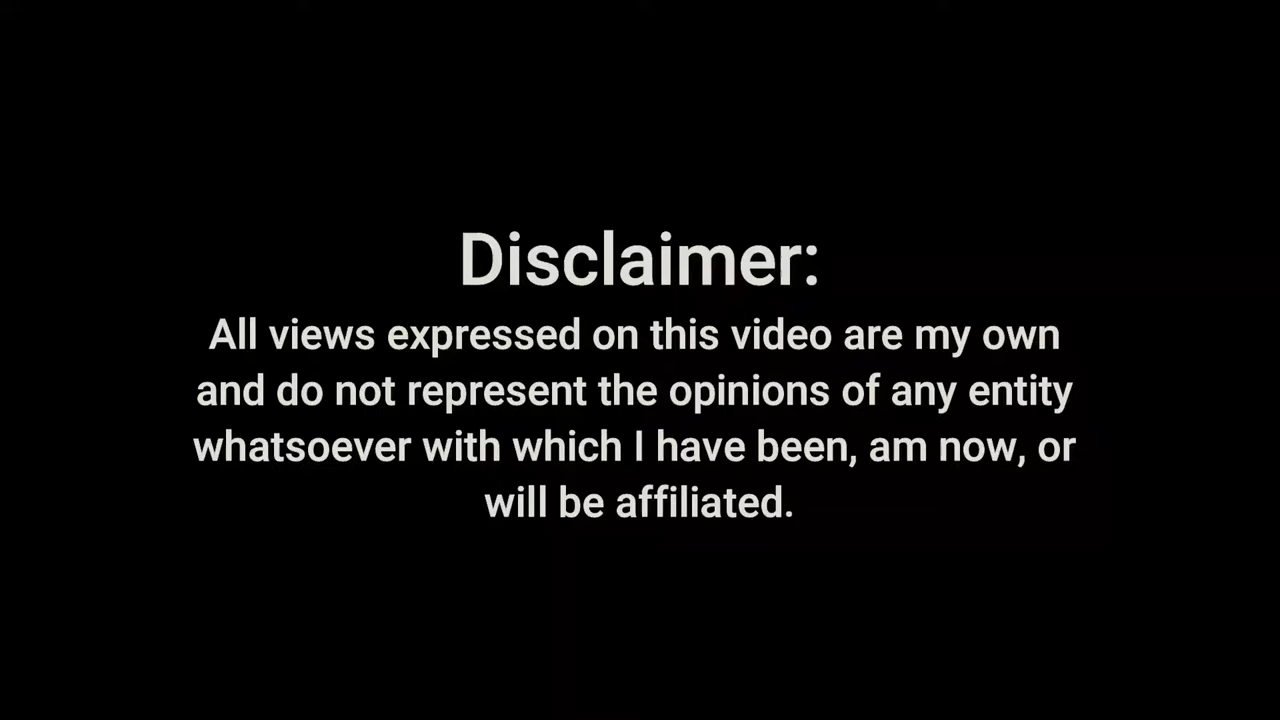 Disclaimer:
All views expressed on this video are my own
and do not represent the opinions of any entity
whatsoever with which I have been, am now, or
will be affiliated.